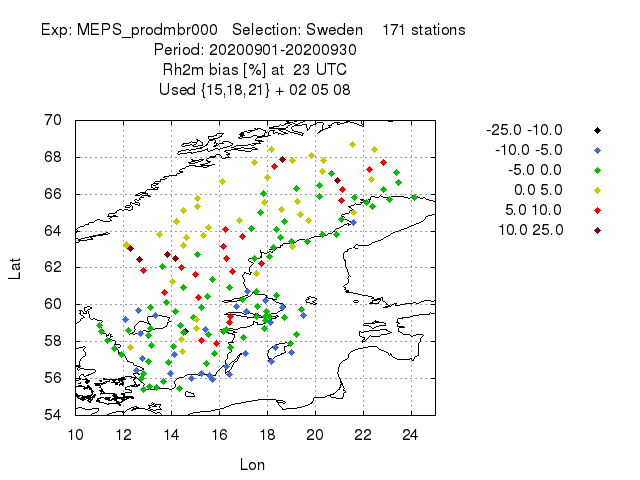 Exp: MEPS_prodmbr000 Selection: Sweden 171 stations
Period: 20200901-20200930
Rh2m bias [%] at 23 UTC
Used {15,18,21} + 02 05 08
70
68
66
64
62
60
58
56
54
Lat
10 12 14 16 18 20 22 24
Lon
-25.0 -10.0
-10.0 -5.0
-5.0 0.0
0.0 5.0
5.0 10.0
10.0 25.0